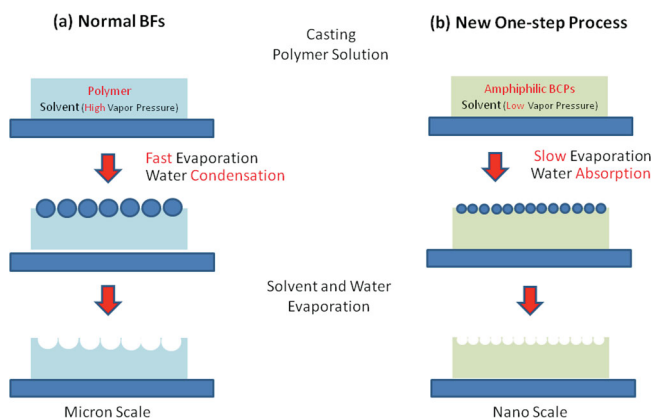 (a) Normal BFs
Casting
Polymer Solution
(b) New One-step Process
Polymer
Solvent (High Vapor Pressure)
Amphiphilic BCPs
Solvent (Low Vapor Pressure)
Fast Evaporation
Water Condensation
Slow Evaporation
Water Absorption
Solvent and Water
Evaporation
Micron Scale
Nano Scale